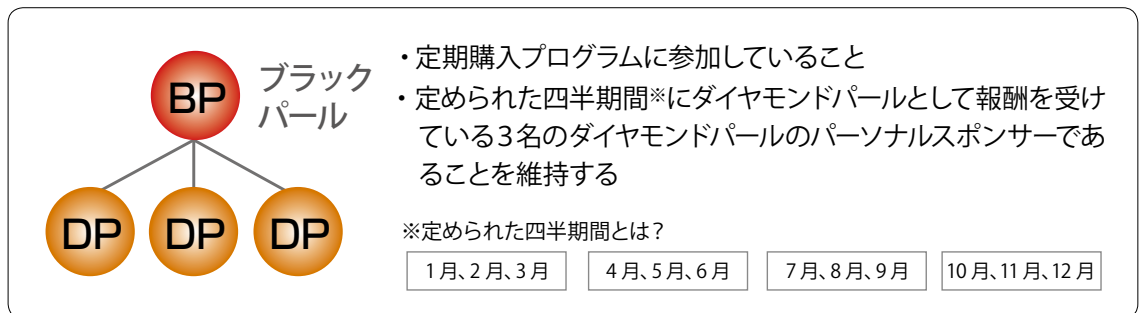 BP
ブラック
パール
DP DP DP
・定期購入プログラムに参加していること
・定められた四半期間※にダイヤモンドパールとして報酬を受け
ている3名のダイヤモンドパールのパーソナルスポンサーであ
ることを維持する
※定められた四半期間とは？
1月、2月、3月 4月、5月、6月 7月、8月、9月 10月、11月、12月